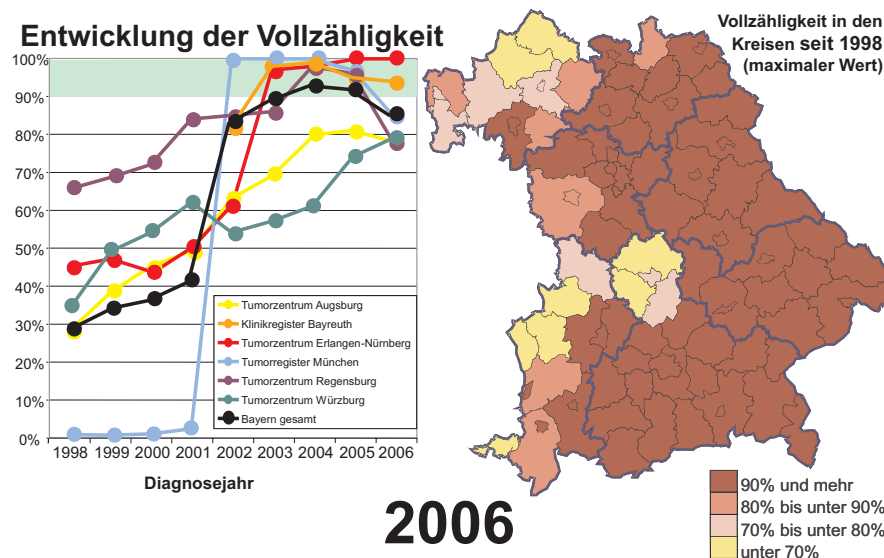 Entwicklung der Vollzähligkeit
100%
90%
80%
70%
60%
50%
40%
30%
20%
10%
0%
1998 1999 2000 2001 2002 2003 2004 2005 2006
Diagnosejahr
Tumorzentrum Augsburg
Klinikregister Bayreuth
Tumorzentrum Erlangen-Nürnberg
Tumorregister München
Tumorzentrum Regensburg
Tumorzentrum Würzburg
Bayern gesamt
Vollzähligkeit in den
Kreisen seit 1998
(maximaler Wert)
2006
90% und mehr
80% bis unter 90%
70% bis unter 80%
unter 70%